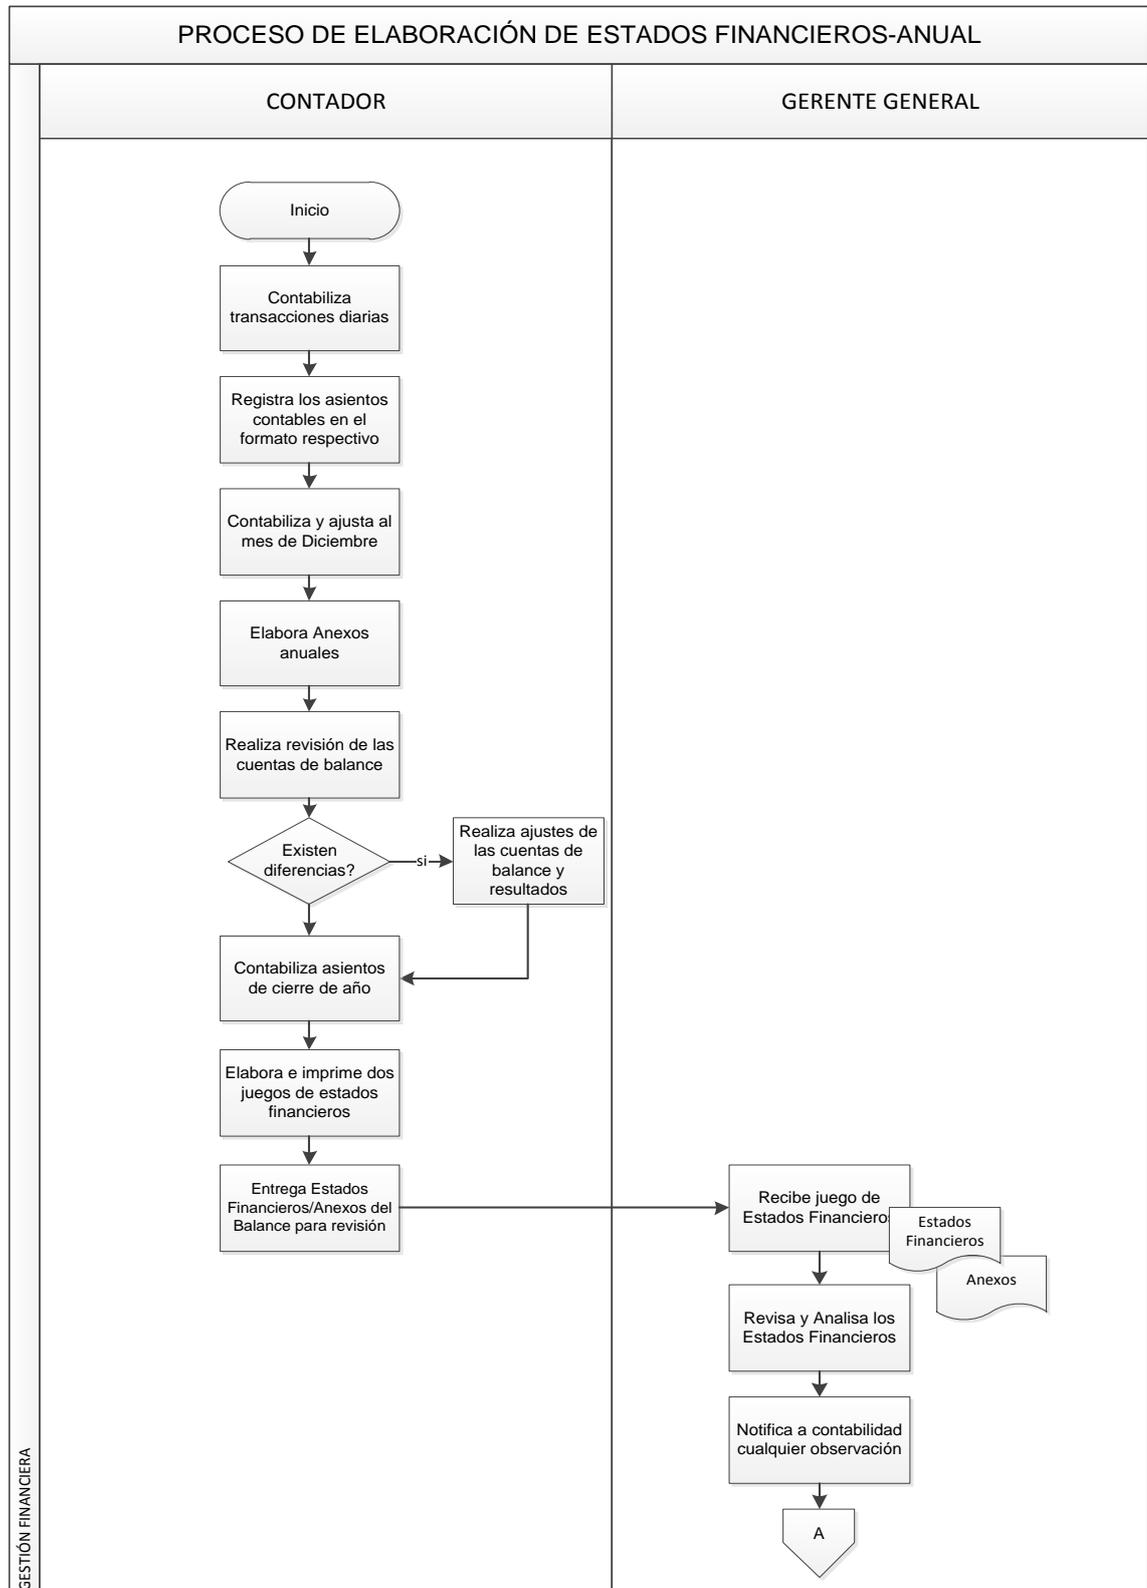 PROCESO DE ELABORACIÓN DE ESTADOS FINANCIEROS-ANUAL
CONTADOR
GERENTE GENERAL
Inicio
Contabiliza
transacciones diarias
Registra los asientos
contables en el
formato respectivo
Contabiliza y ajusta al
mes de Diciembre
Elabora Anexos
anuales
Realiza revisión de las
cuentas de balance
Existen
diferencias?
si
Realiza ajustes de
las cuentas de
balance y
resultados
Contabiliza asientos
de cierre de año
Elabora e imprime dos
juegos de estados
financieros
Entrega Estados
Financieros/Anexos del
Balance para revisión
Recibe juego de
Estados Financieros
Estados
Financieros
Anexos
Revisa y Analisa los
Estados Financieros
Notifica a contabilidad
cualquier observación
A
GESTIÓN FINANCIERA